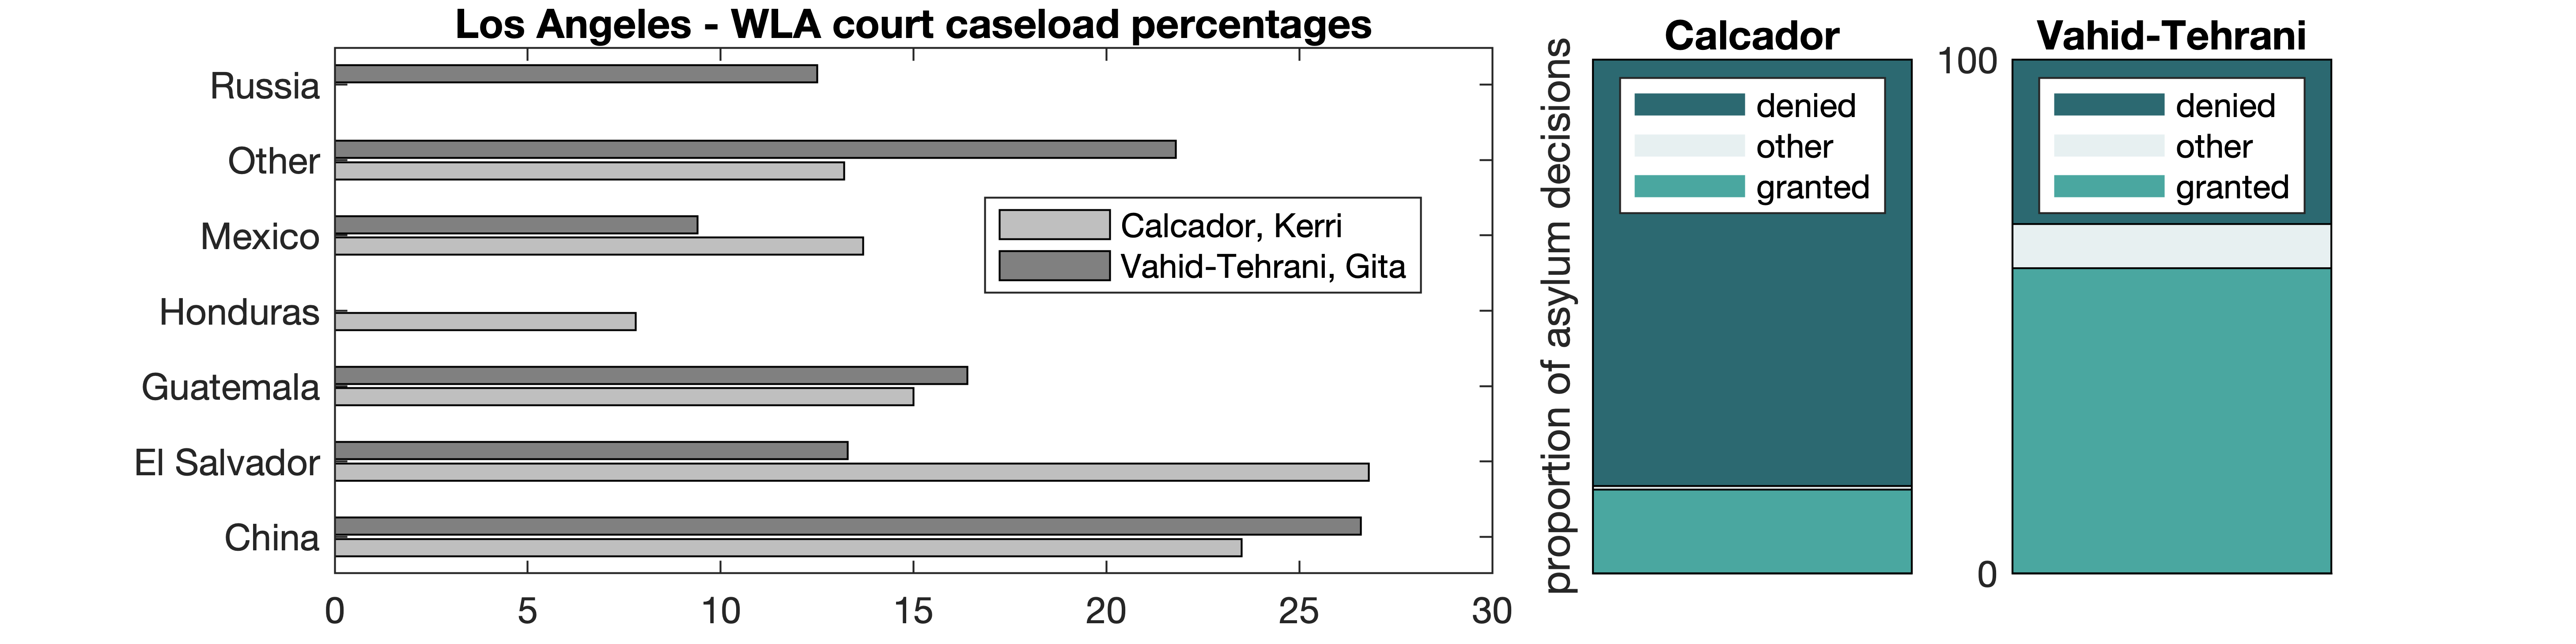 Los Angeles - WLA court caseload percentages
Russia
Other
Mexico
Honduras
Guatemala
El Salvador
China
0 5 10 15 20 25 30
Calcador, Kerri
Vahid-Tehrani, Gita
proportion of asylum decisions
Calcador
denied
other
granted
Vahid-Tehrani
100
0
denied
other
granted